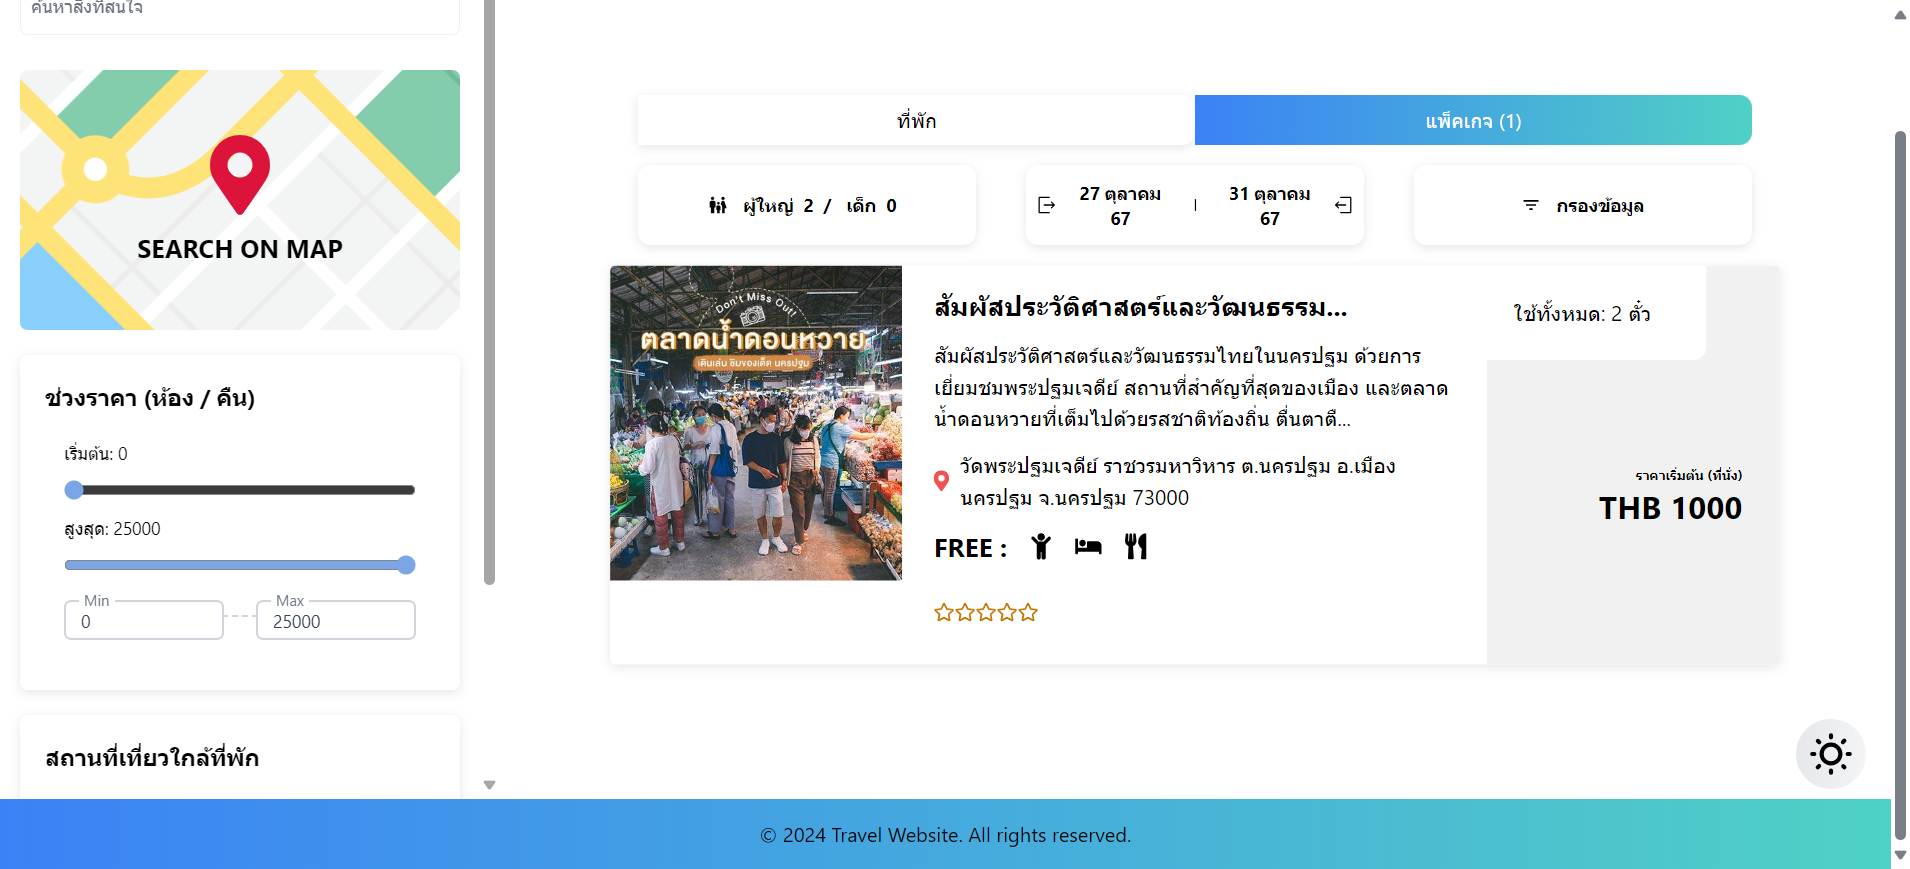 ค้นหาสิ่งที่สนใจ
SEARCH ON MAP
ช่วงราคา (ห้อง / คืน)
เริ่มต้น: 0
สูงสุด: 25000
Min
0
Max
25000
สถานที่เที่ยวใกล้ที่พัก
ที่พัก
แพ็คเกจ (1)
ผู้ใหญ่ 2 / เด็ก 0
27 ตุลาคม
67
31 ตุลาคม
67
กรองข้อมูล
Don't Miss Out!
ตลาดน้ำดอนหวาย
เดินเล่น ชิมของเด็ด นครปฐม
สัมผัสประวัติศาสตร์และวัฒนธรรม...
สัมผัสประวัติศาสตร์และวัฒนธรรมไทยในนครปฐม ด้วยการ
เยี่ยมชมพระปฐมเจดีย์ สถานที่สำคัญที่สุดของเมือง และตลาด
น้ำดอนหวายที่เต็มไปด้วยรสชาติท้องถิ่น ตื่นตาตื...
วัดพระปฐมเจดีย์ ราชวรมหาวิหาร ต.นครปฐม อ.เมือง
นครปฐม จ.นครปฐม 73000
FREE :
ใช้ทั้งหมด: 2 ตั๋ว
ราคาเริ่มต้น (ที่นั่ง)
THB 1000
© 2024 Travel Website. All rights reserved.